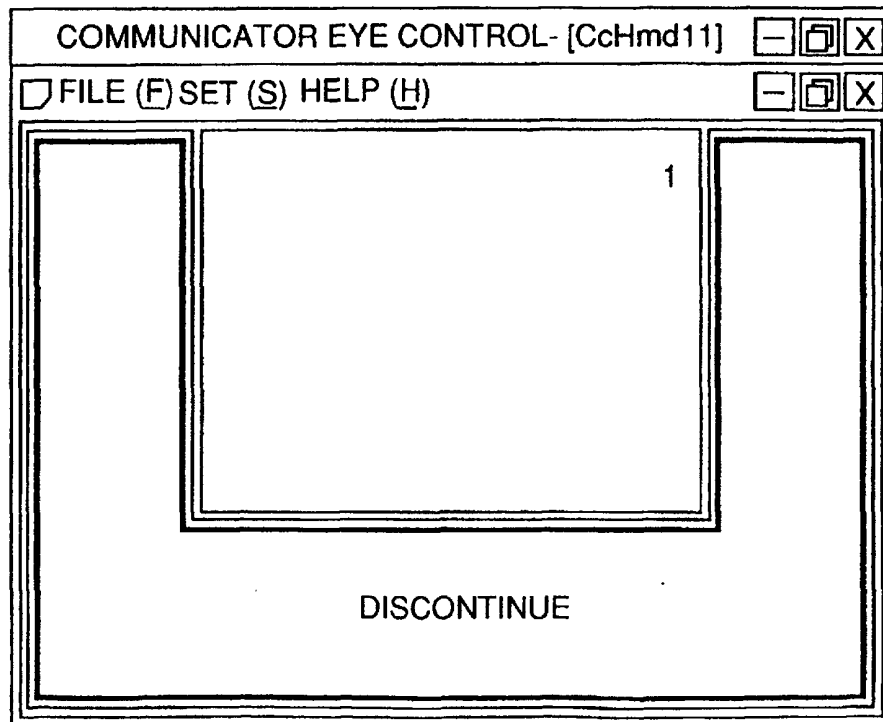 COMMUNICATOR EYE CONTROL- [CcHmd11]
FILE (F) SET (S) HELP (H)
1
DISCONTINUE